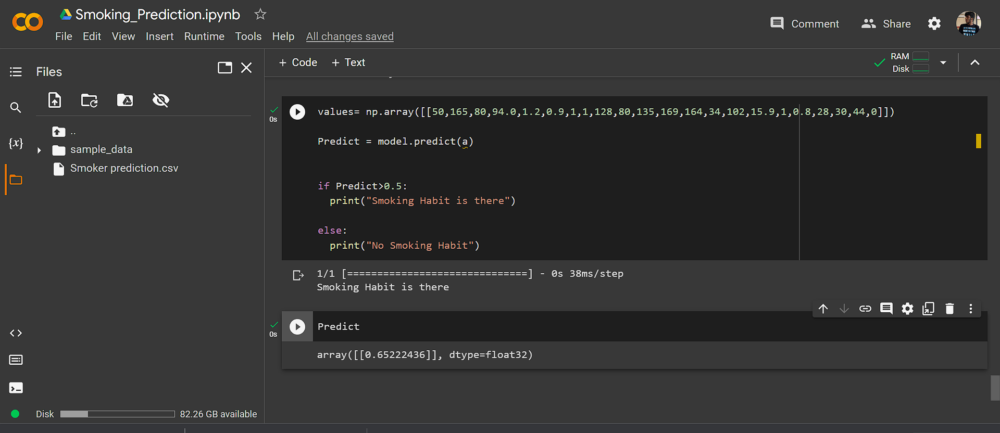 Smoking_Prediction.ipynb
File Edit View Insert Runtime Tools Help All changes saved
Comment
Share
Files
..
sample_data
Smoker prediction.csv
{x}
Disk
82.26 GB available
+ Code + Text
RAM
Disk
0s
values= np.array([[50,165,80,94.0,1.2,0.9,1,1,128,80,135,169,164,34,102,15.9,1,0.8,28,30,44,0]])
Predict = model.predict(a)
if Predict>0.5:
print("Smoking Habit is there")
else:
print("No Smoking Habit")
1/1 [==============================] - 0s 38ms/step
Smoking Habit is there
0s
Predict
array([[0.65222436]], dtype=float32)